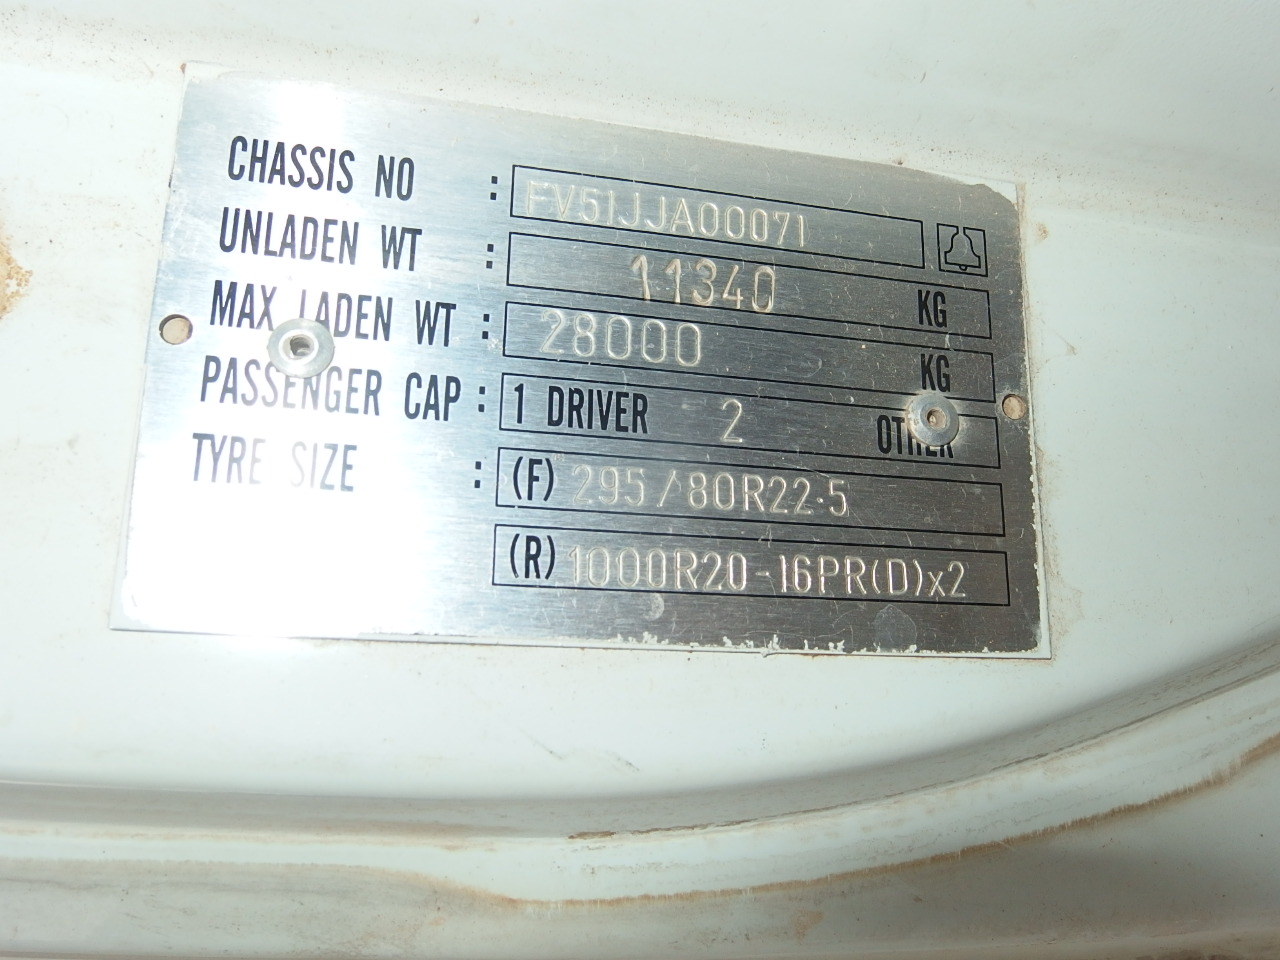 CHASSIS NO : FV51JJA00071
UNLADEN WT : 11340 KG
MAX LADEN WT : 28000 KG
PASSENGER CAP : 1 DRIVER 2 OTHER
TYRE SIZE : (F) 295/80R22.5
(R) 1000R20-16PR(D)x2